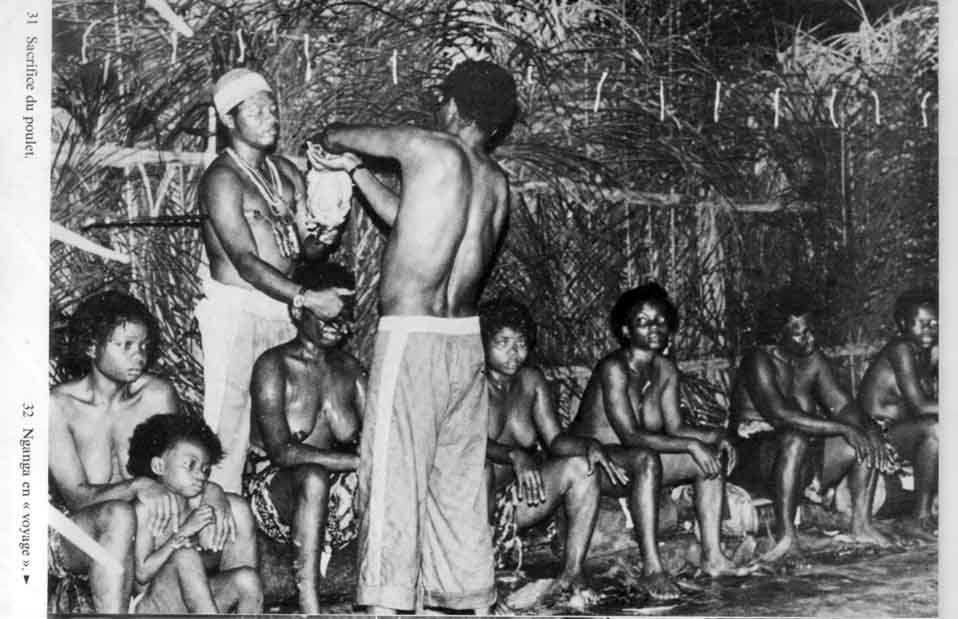 31 Sacrifice du poulet.
32 Nganga en « voyage ». ►